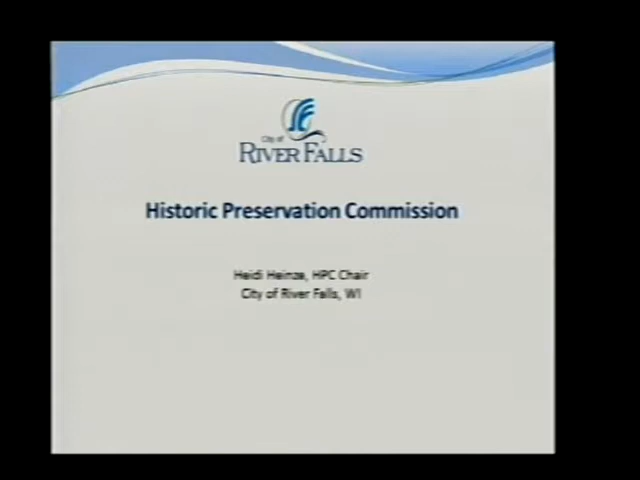 City of
RIVER FALLS
Historic Preservation Commission
Heidi Heinze, HPC Chair
City of River Falls, WI